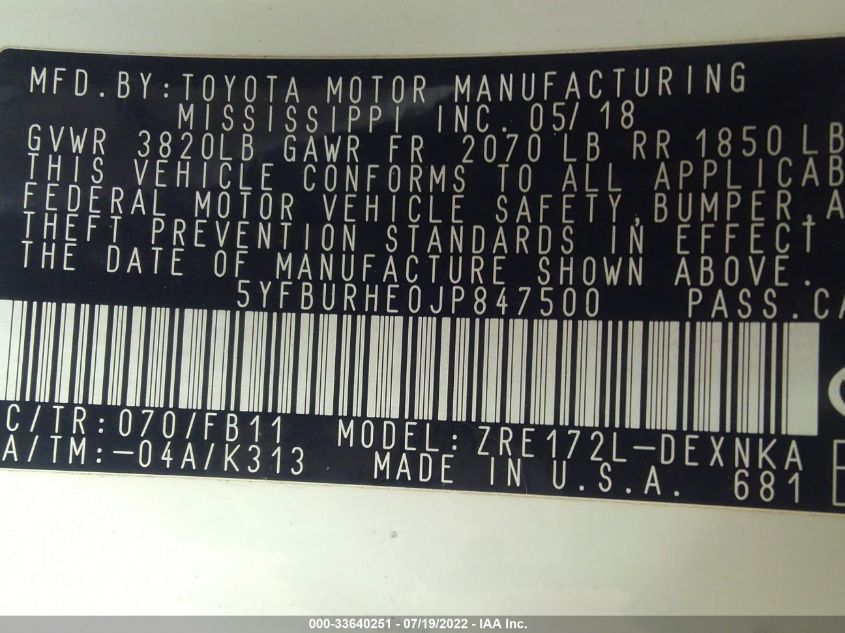 MFD.BY:TOYOTA MOTOR MANUFACTURING
MISSISSIPPI INC. 05/18
GVWR 3820LB GAWR FR 2070 LB RR 1850 LB
THIS VEHICLE CONFORMS TO ALL APPLICAB
FEDERAL MOTOR VEHICLE SAFETY, BUMPER, A
THEFT PREVENTION STANDARDS IN EFFECT
THE DATE OF MANUFACTURE SHOWN ABOVE.
5YFBURHE0JP847500 PASS.CA
C/TR:070/FB11 MODEL:ZRE172L-DEXNKA
A/TM:-04A/K313 MADE IN U.S.A. 681
000-33640251 - 07/19/2022 - IAA Inc.